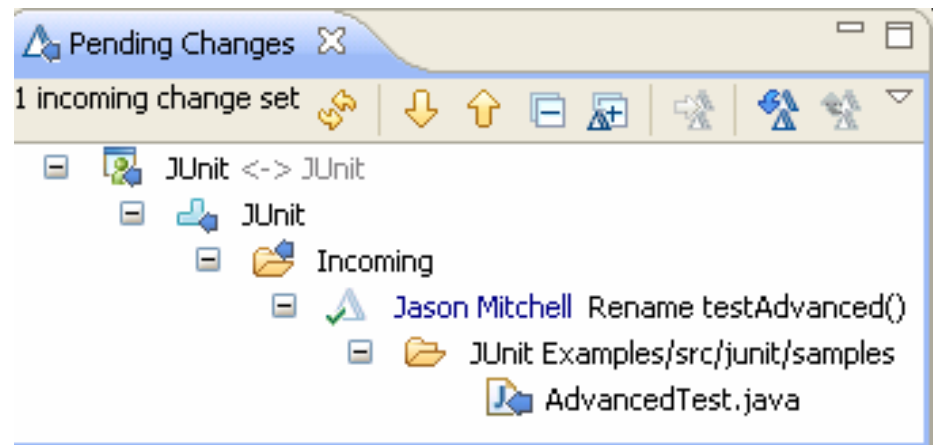 Pending Changes
1 incoming change set
JUnit <-> JUnit
JUnit
Incoming
Jason Mitchell Rename testAdvanced()
JUnit Examples/src/junit/samples
AdvancedTest.java